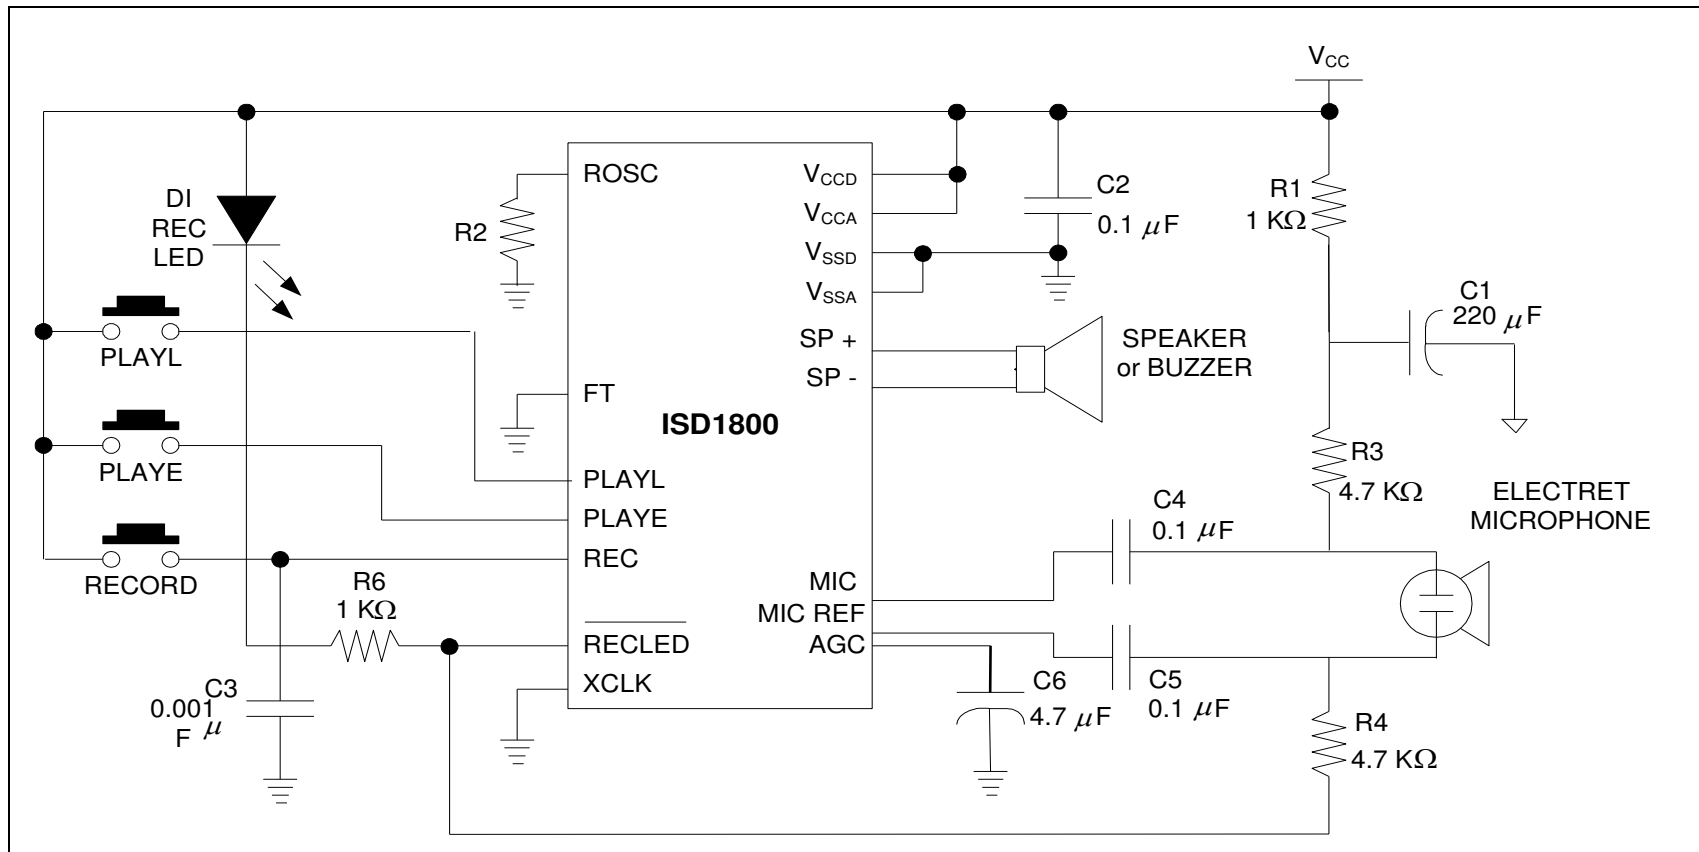 VCC
DI
REC
LED
PLAYL
PLAYE
RECORD
R2
ROSC
FT
PLAYL
PLAYE
REC
RECLED
XCLK
ISD1800
VCCD
VCCA
VSSD
VSSA
SP +
SP -
MIC
MIC REF
AGC
C2
0.1 μF
R1
1 KΩ
C1
220 μF
SPEAKER
or BUZZER
R3
4.7 KΩ
ELECTRET
MICROPHONE
C4
0.1 μF
R6
1 KΩ
C3
0.001
μ
F
C6
4.7 μF
C5
0.1 μF
R4
4.7 KΩ